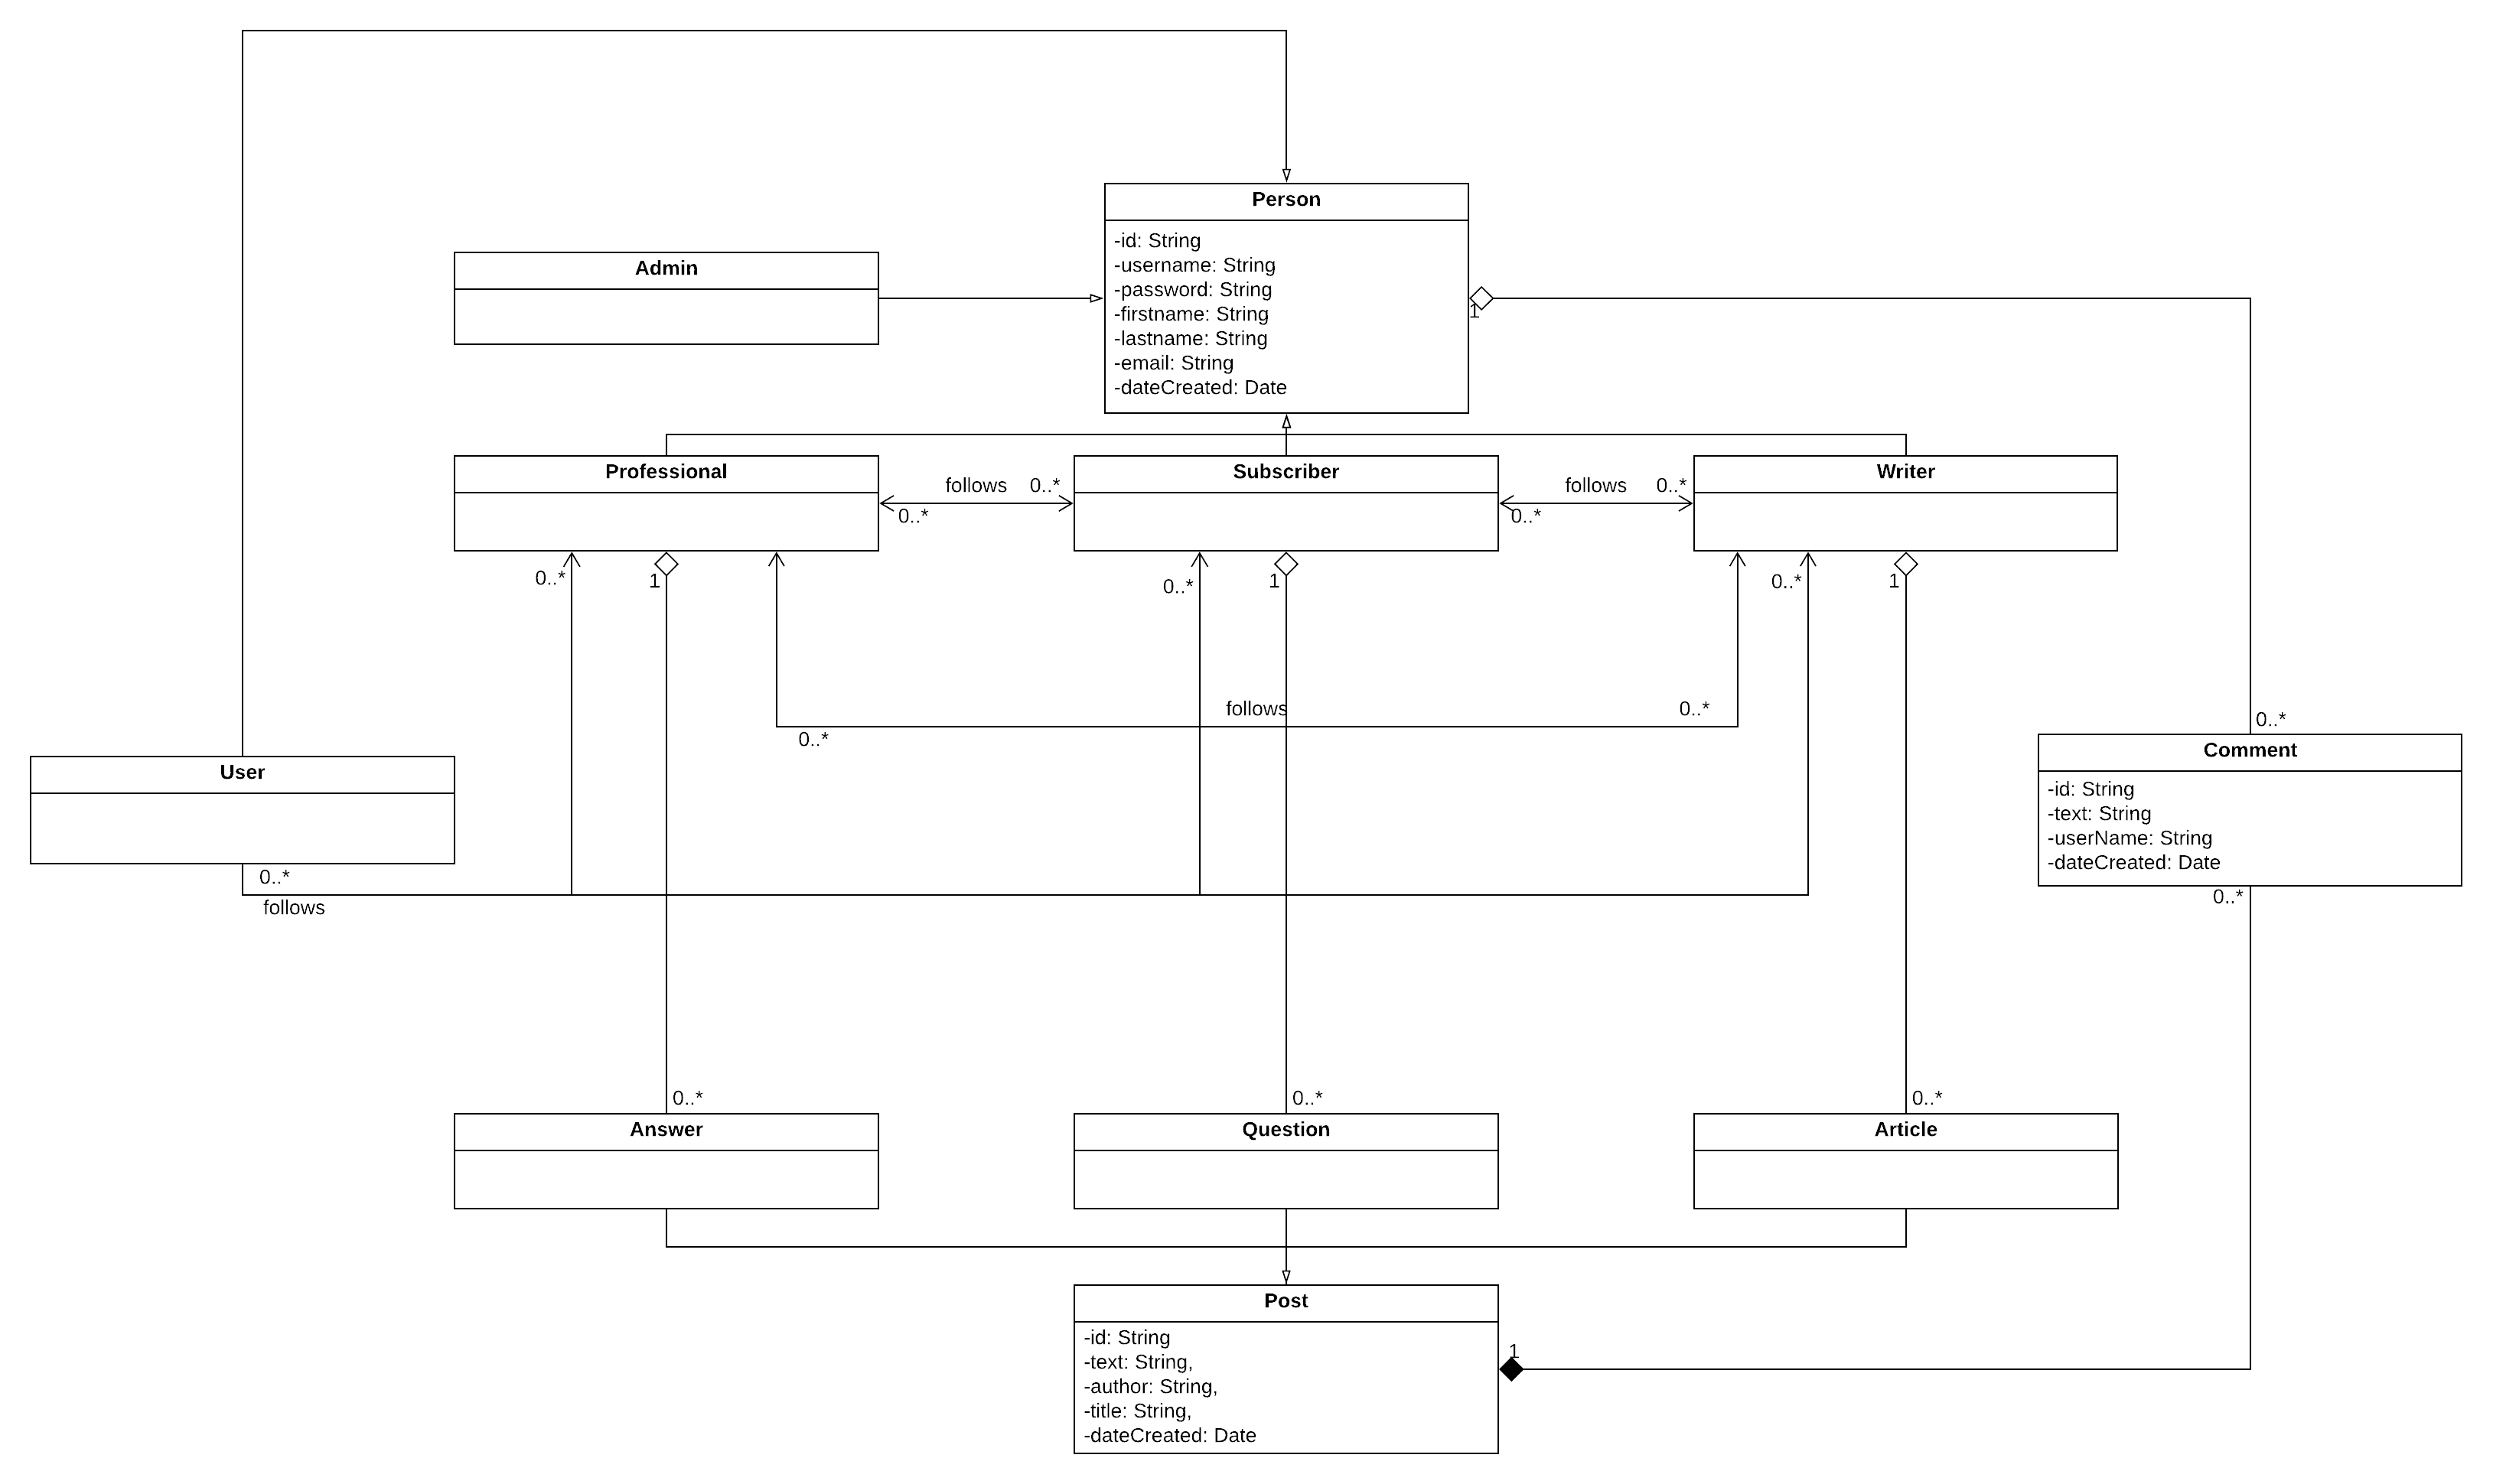 Person
-id: String
-username: String
-password: String
-firstname: String
-lastname: String
-email: String
-dateCreated: Date
1
Admin
Professional
follows 0..*
0..*
Subscriber
follows 0..*
0..*
Writer
0..*
1
0..*
1
0..*
1
follows
0..*
0..*
User
0..*
follows
0..*
Comment
-id: String
-text: String
-userName: String
-dateCreated: Date
0..*
0..*
Answer
0..*
Question
0..*
Article
Post
-id: String
-text: String,
-author: String,
-title: String,
-dateCreated: Date
1